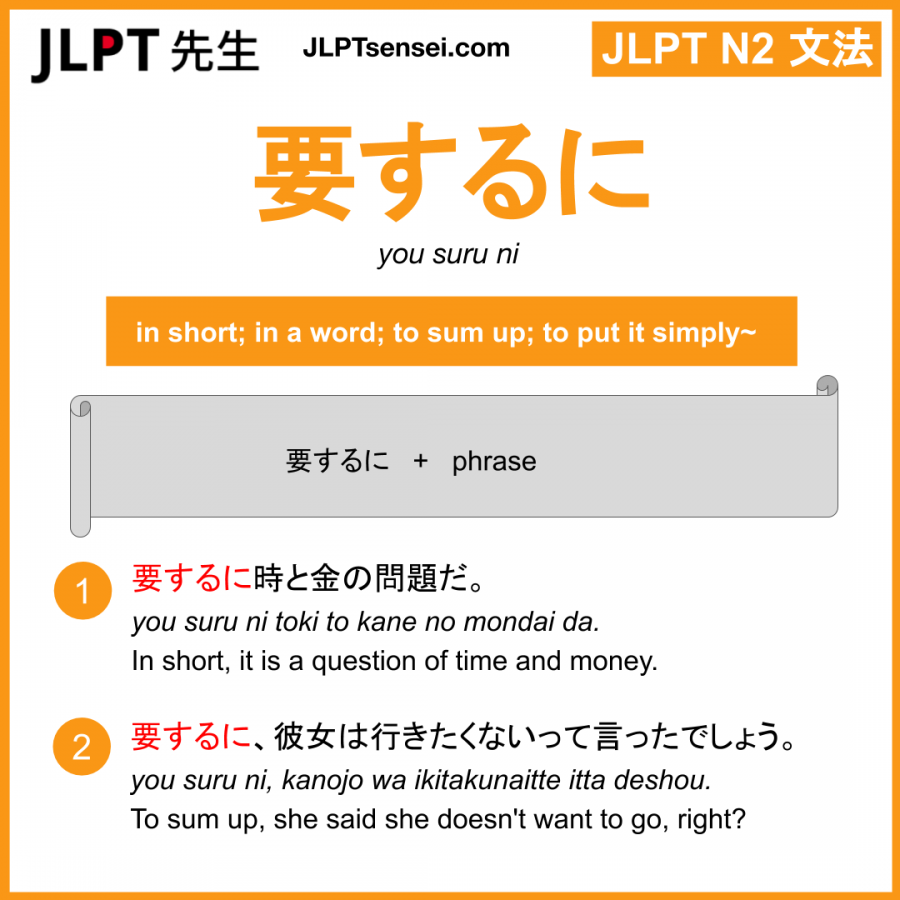 JLPT 先生
JLPTsensei.com
JLPT N2 文法
要するに
you suru ni
in short; in a word; to sum up; to put it simply~
要するに + phrase
1 要するに時と金の問題だ。
you suru ni toki to kane no mondai da.
In short, it is a question of time and money.
2 要するに、彼女は行きたくないって言ったでしょう。
you suru ni, kanojo wa ikitakunaitte itta deshou.
To sum up, she said she doesn't want to go, right?